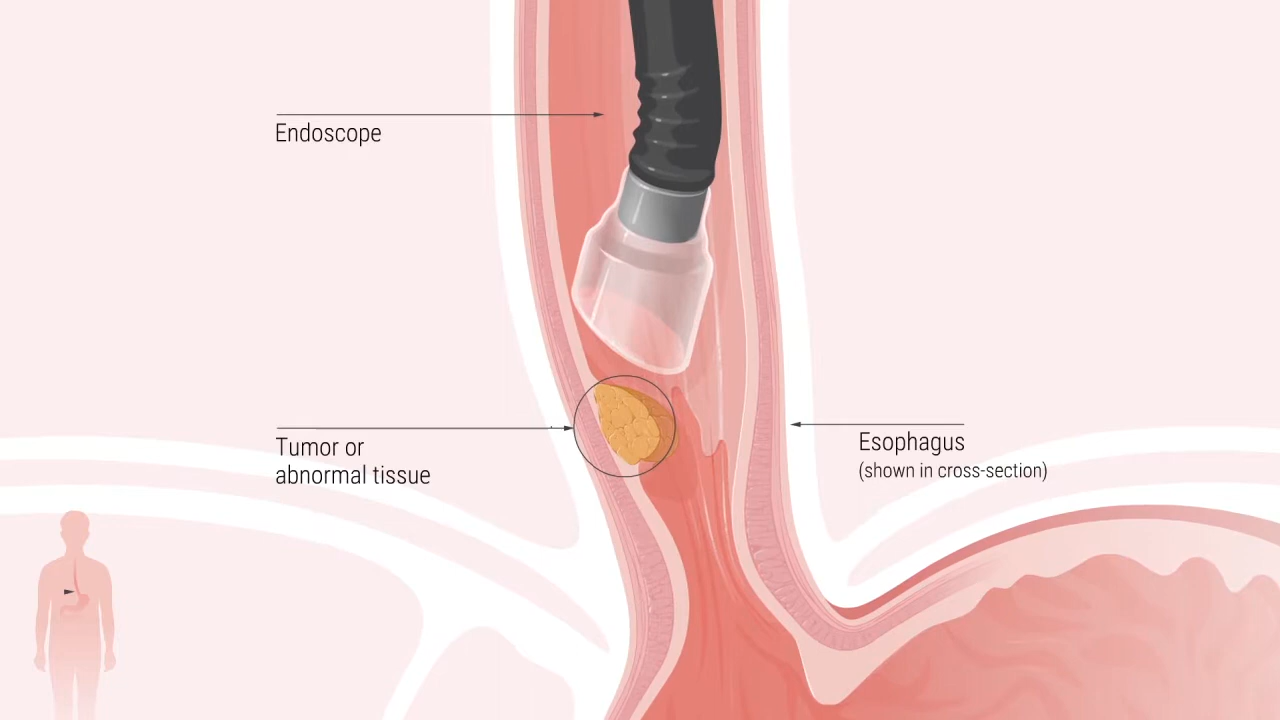 Endoscope
Tumor or
abnormal tissue
Esophagus
(shown in cross-section)